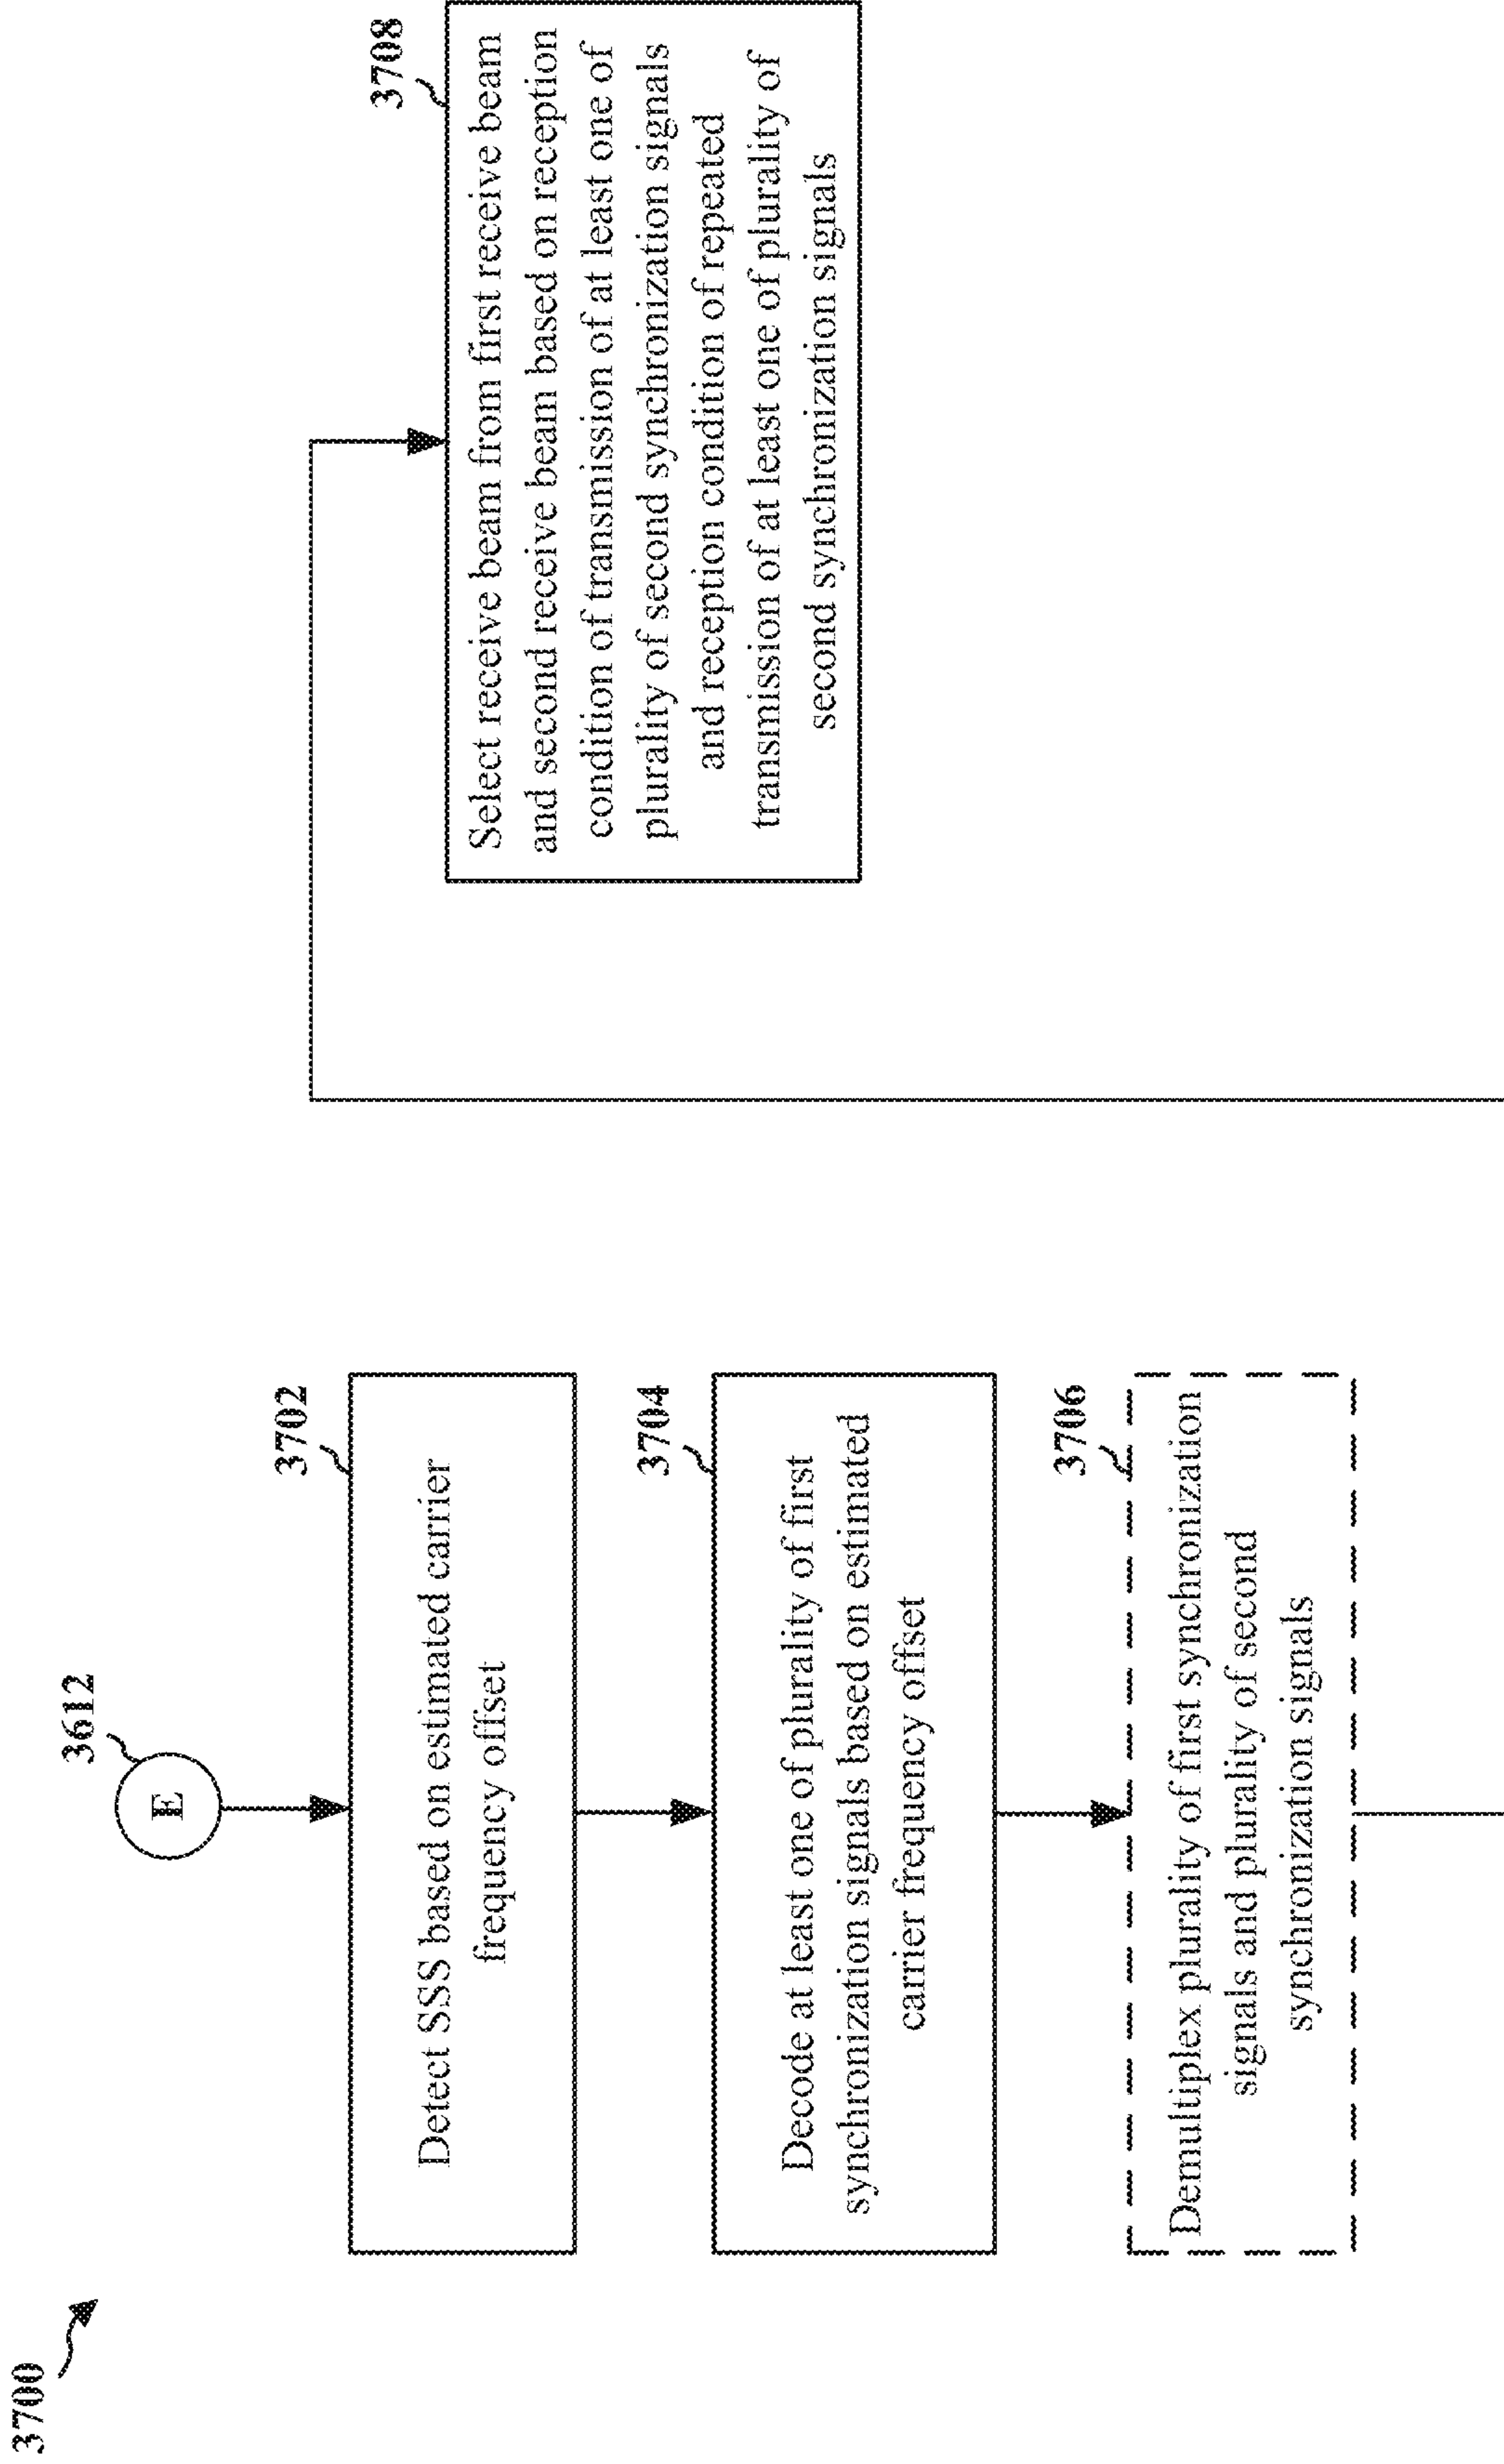 3700
3612
E
3702
Detect SSS based on estimated carrier
frequency offset
3704
Decode at least one of plurality of first
synchronization signals based on estimated
carrier frequency offset
3706
Demultiplex plurality of first synchronization
signals and plurality of second
synchronization signals
3708
Select receive beam from first receive beam
and second receive beam based on reception
condition of transmission of at least one of
plurality of second synchronization signals
and reception condition of repeated
transmission of at least one of plurality of
second synchronization signals